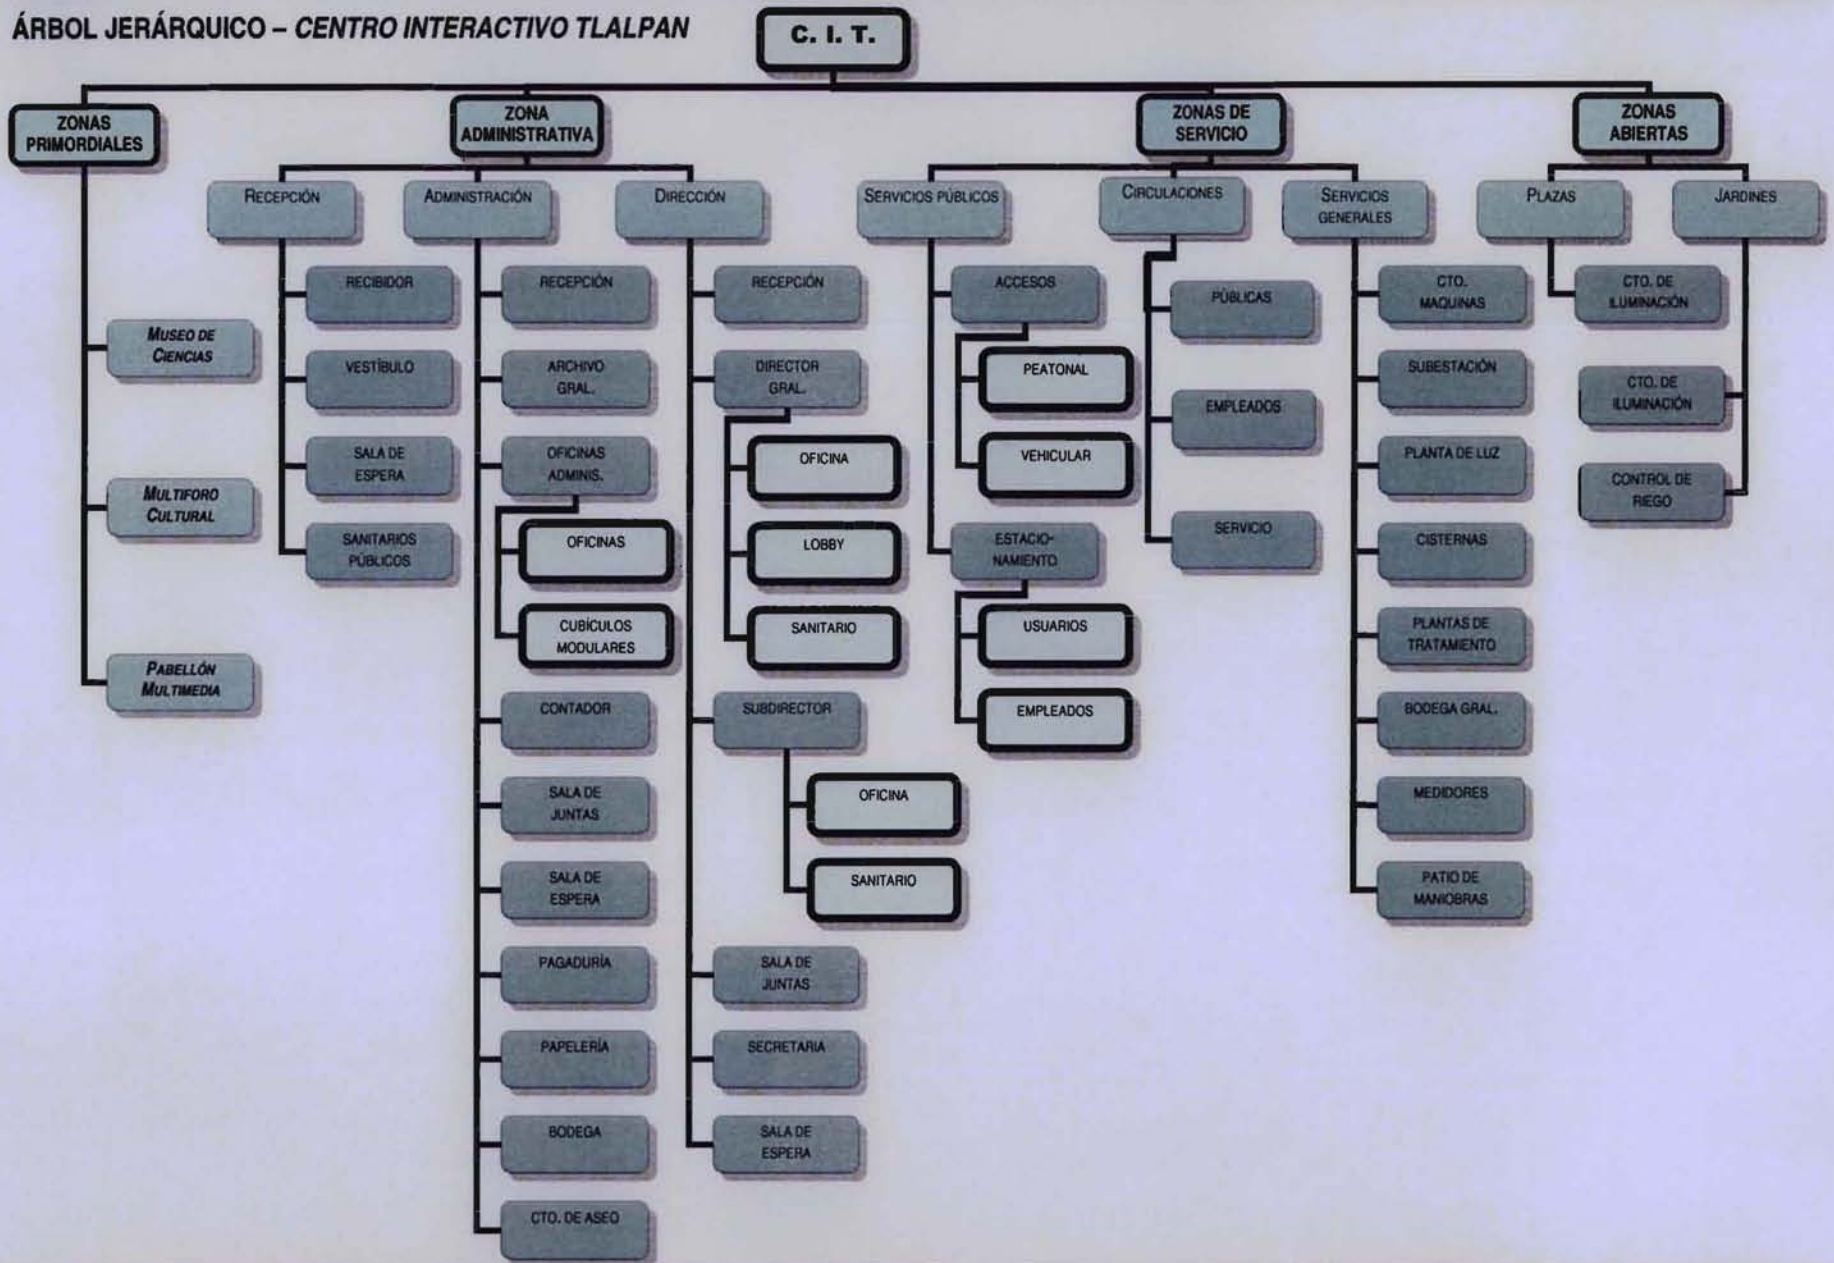 ÁRBOL JERÁRQUICO – CENTRO INTERACTIVO TLALPAN
C. I. T.
ZONAS
PRIMORDIALES
MUSEO DE
CIENCIAS
MULTIFORO
CULTURAL
PABELLÓN
MULTIMEDIA
ZONA
ADMINISTRATIVA
RECEPCIÓN
RECIBIDOR
VESTÍBULO
SALA DE
ESPERA
SANITARIOS
PÚBLICOS
ADMINISTRACIÓN
RECEPCIÓN
ARCHIVO
GRAL.
OFICINAS
ADMINIS.
OFICINAS
CUBÍCULOS
MODULARES
CONTADOR
SALA DE
JUNTAS
SALA DE
ESPERA
PAGADURÍA
PAPELERÍA
BODEGA
CTO. DE ASEO
DIRECCIÓN
RECEPCIÓN
DIRECTOR
GRAL.
OFICINA
LOBBY
SANITARIO
SUBDIRECTOR
OFICINA
SANITARIO
SALA DE
JUNTAS
SECRETARIA
SALA DE
ESPERA
ZONAS DE
SERVICIO
SERVICIOS PÚBLICOS
ACCESOS
PEATONAL
VEHICULAR
ESTACIO-
NAMIENTO
USUARIOS
EMPLEADOS
CIRCULACIONES
PÚBLICAS
EMPLEADOS
SERVICIO
SERVICIOS
GENERALES
CTO.
MAQUINAS
SUBESTACIÓN
PLANTA DE LUZ
CISTERNAS
PLANTAS DE
TRATAMIENTO
BODEGA GRAL.
MEDIDORES
PATIO DE
MANIOBRAS
ZONAS
ABIERTAS
PLAZAS
CTO. DE
ILUMINACIÓN
JARDINES
CTO. DE
ILUMINACIÓN
CONTROL DE
RIEGO